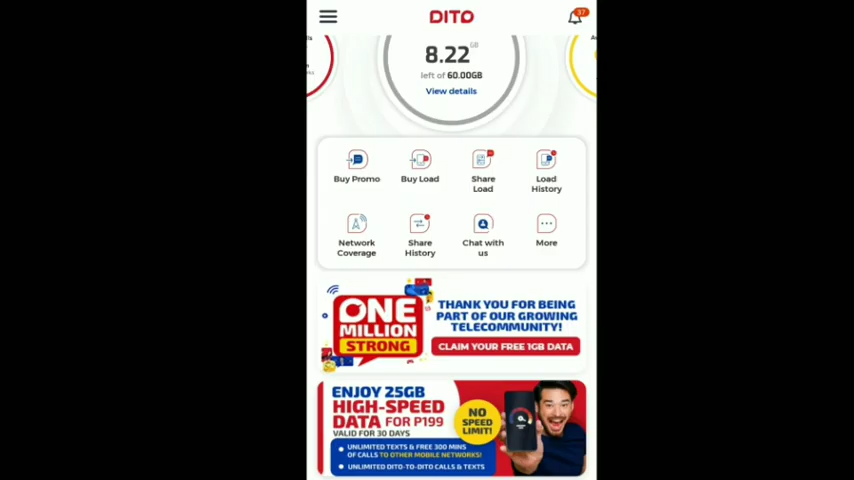 DITO
37
8.22 GB
left of 60.00GB
View details
Buy Promo
Buy Load
Share
Load
Load
History
Network
Coverage
Share
History
Chat with
us
More
ONE
MILLION
STRONG
THANK YOU FOR BEING
PART OF OUR GROWING
TELECOMMUNITY!
CLAIM YOUR FREE 1GB DATA
ENJOY 25GB
HIGH-SPEED
DATA FOR P199
VALID FOR 30 DAYS
NO
SPEED
LIMIT!
UNLIMITED TEXTS & FREE 300 MINS
OF CALLS TO OTHER MOBILE NETWORKS!
UNLIMITED DITO-TO-DITO CALLS & TEXTS